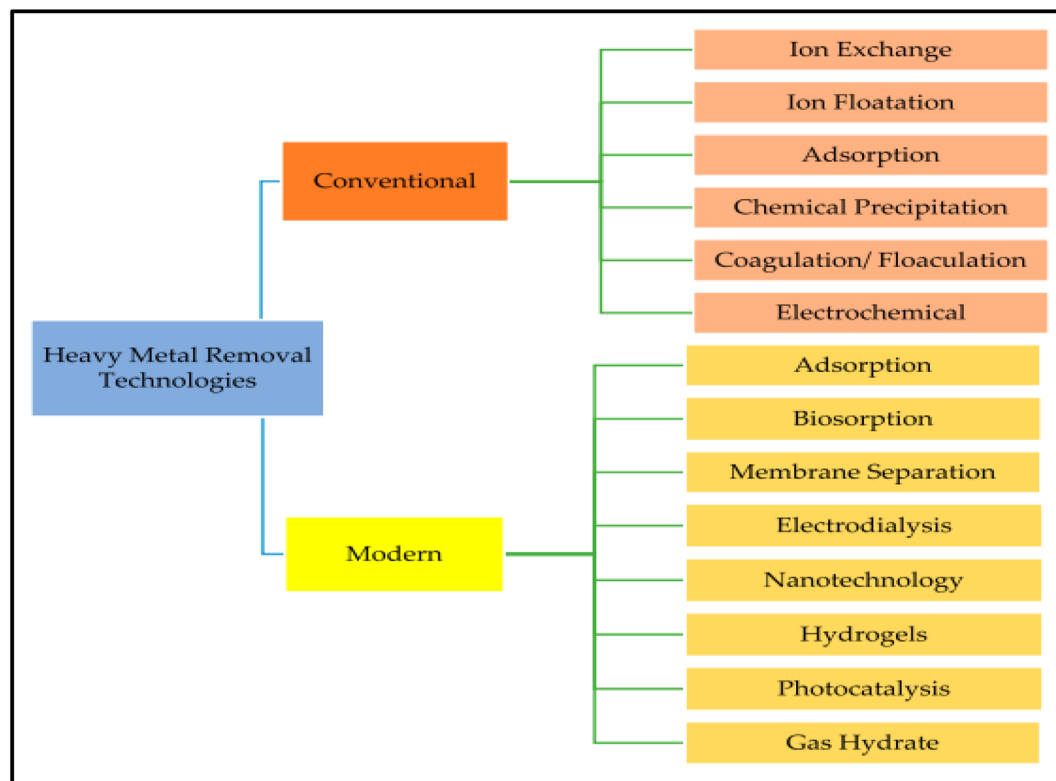 Heavy Metal Removal
Technologies
Conventional
Ion Exchange
Ion Floatation
Adsorption
Chemical Precipitation
Coagulation/ Floaculation
Electrochemical
Modern
Adsorption
Biosorption
Membrane Separation
Electrodialysis
Nanotechnology
Hydrogels
Photocatalysis
Gas Hydrate